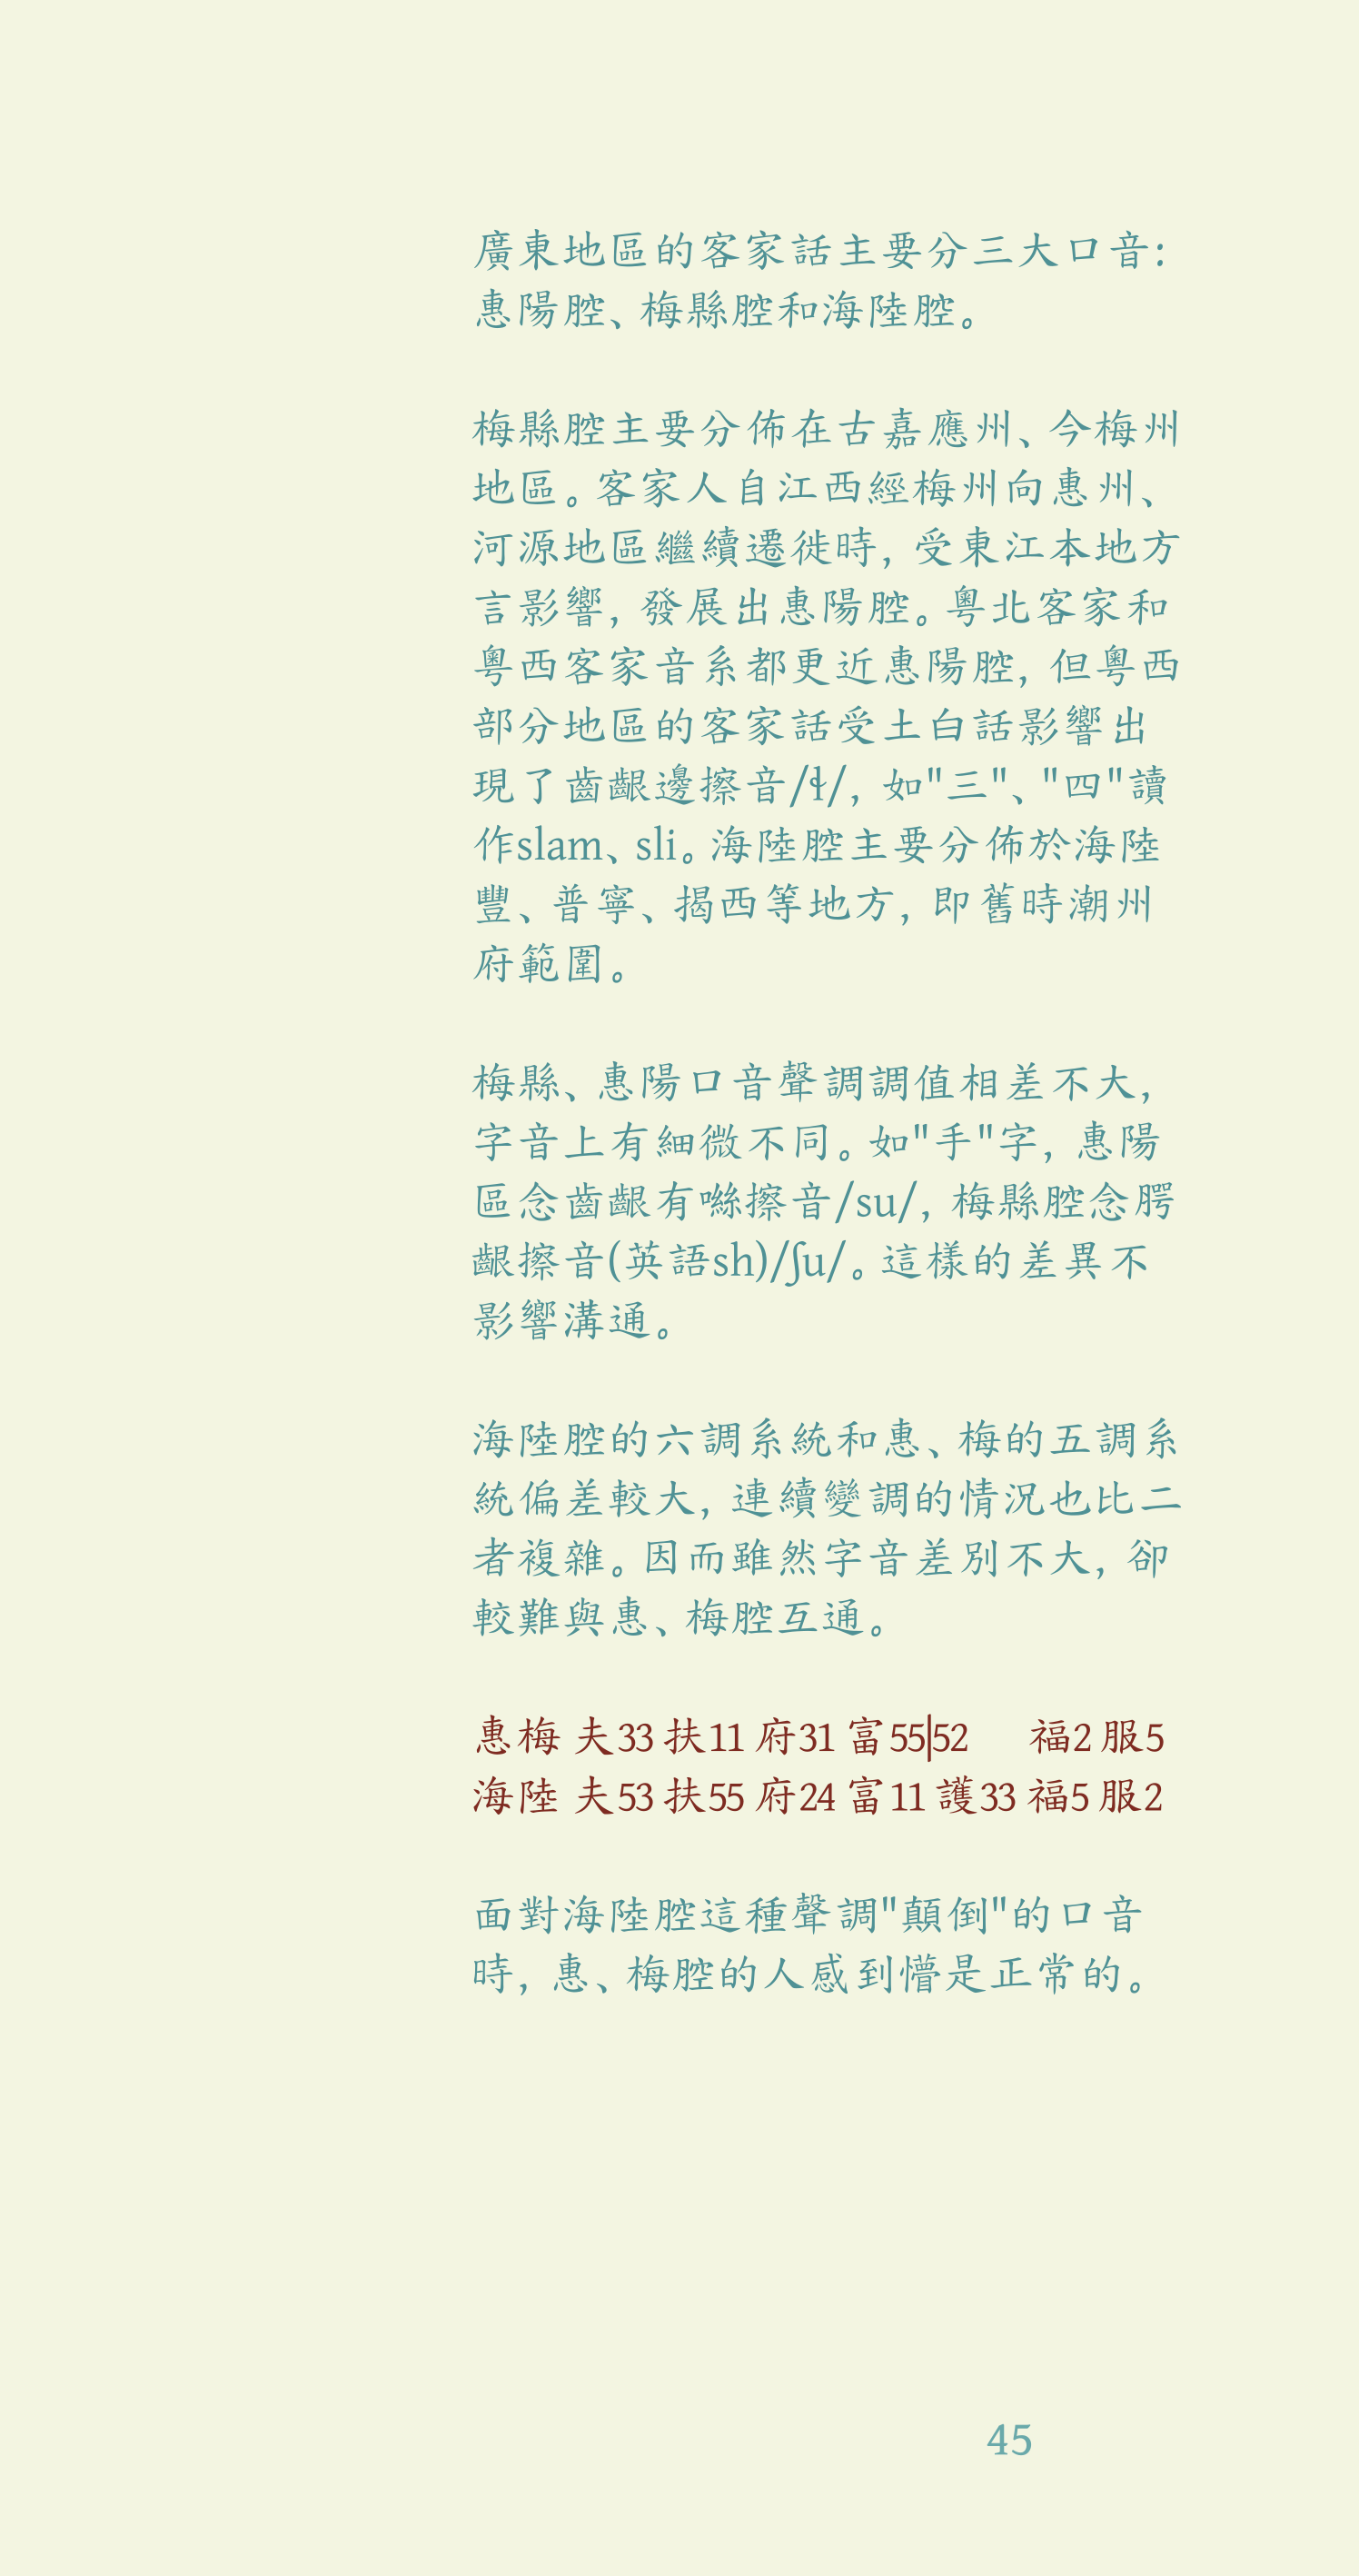 廣東地區的客家話主要分三大口音:
惠陽腔、梅縣腔和海陸腔。
梅縣腔主要分佈在古嘉應州、今梅州
地區。客家人自江西經梅州向惠州、
河源地區繼續遷徙時，受東江本地方
言影響，發展出惠陽腔。粵北客家和
粵西客家音系都更近惠陽腔，但粵西
部分地區的客家話受土白話影響出
現了齒齦邊擦音/ɬ/，如"三"、"四"讀
作slam、sli。海陸腔主要分佈於海陸
豐、普寧、揭西等地方，即舊時潮州
府範圍。
梅縣、惠陽口音聲調調值相差不大，
字音上有細微不同。如"手"字，惠陽
區念齒齦有噝擦音/su/，梅縣腔念腭
齦擦音(英語sh)/ʃu/。這樣的差異不
影響溝通。
海陸腔的六調系統和惠、梅的五調系
統偏差較大，連續變調的情況也比二
者複雜。因而雖然字音差別不大，卻
較難與惠、梅腔互通。
惠梅 夫33 扶11 府31 富55|52 福2 服5
海陸 夫53 扶55 府24 富11 護33 福5 服2
面對海陸腔這種聲調"顛倒"的口音
時，惠、梅腔的人感到懵是正常的。
45